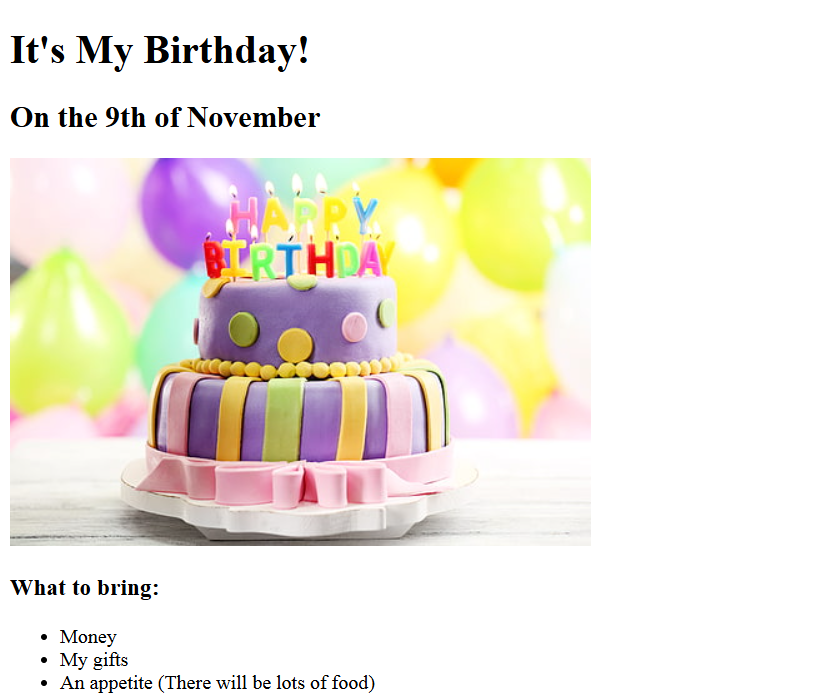 It's My Birthday!
On the 9th of November
HAPPY
BIRTHDAY
What to bring:
Money
My gifts
An appetite (There will be lots of food)